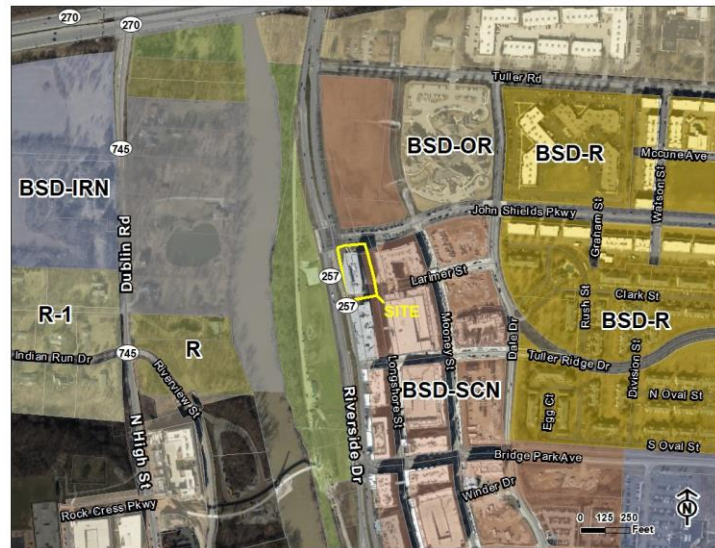 270
270
Tuller Rd
745
BSD-OR
BSD-R
Mccune Ave
Watson St
BSD-IRN
Dublin Rd
John Shields Pkwy
Graham St
257
Larimer St
257
SITE
Clark St
R-1
Rush St
BSD-R
Mooney St
Dale Dr
Indian Run Dr
745
R
Tuller Ridge Dr
Division St
Riverview St
Longshore St
BSD-SCN
Egg Ct
N Oval St
N High St
Riverside Dr
S Oval St
Bridge Park Ave
Winder Dr
Rock Cress Pkwy
N
0 125 250
Feet